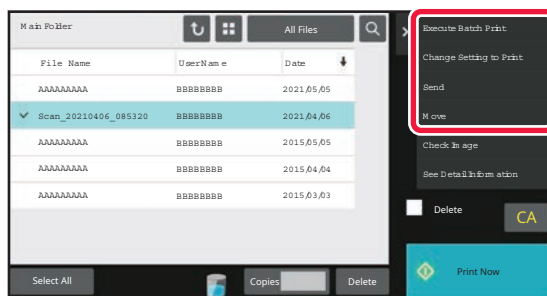 Main Folder
All Files
File Name UserName Date
AAAAAAAAA BBBBBBBB 2021/05/05
Scan_20210406_085320 BBBBBBBB 2021/04/06
AAAAAAAAA BBBBBBBB 2015/05/05
AAAAAAAAA BBBBBBBB 2015/04/04
AAAAAAAAA BBBBBBBB 2015/03/03
Select All
Copies
Delete
Execute Batch Print
Change Setting to Print
Send
Move
Check Image
See Detail Information
Delete
CA
Print Now